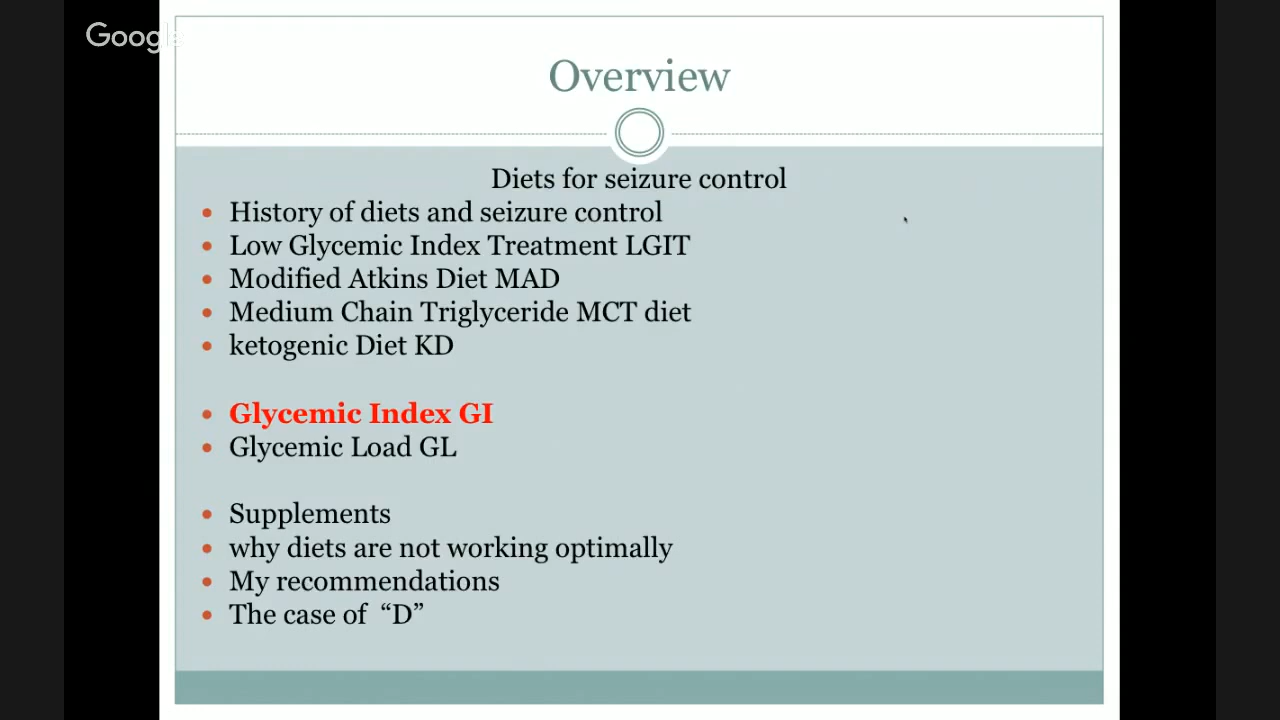 Google
Overview
Diets for seizure control
History of diets and seizure control
Low Glycemic Index Treatment LGIT
Modified Atkins Diet MAD
Medium Chain Triglyceride MCT diet
ketogenic Diet KD
Glycemic Index GI
Glycemic Load GL
Supplements
why diets are not working optimally
My recommendations
The case of “D”